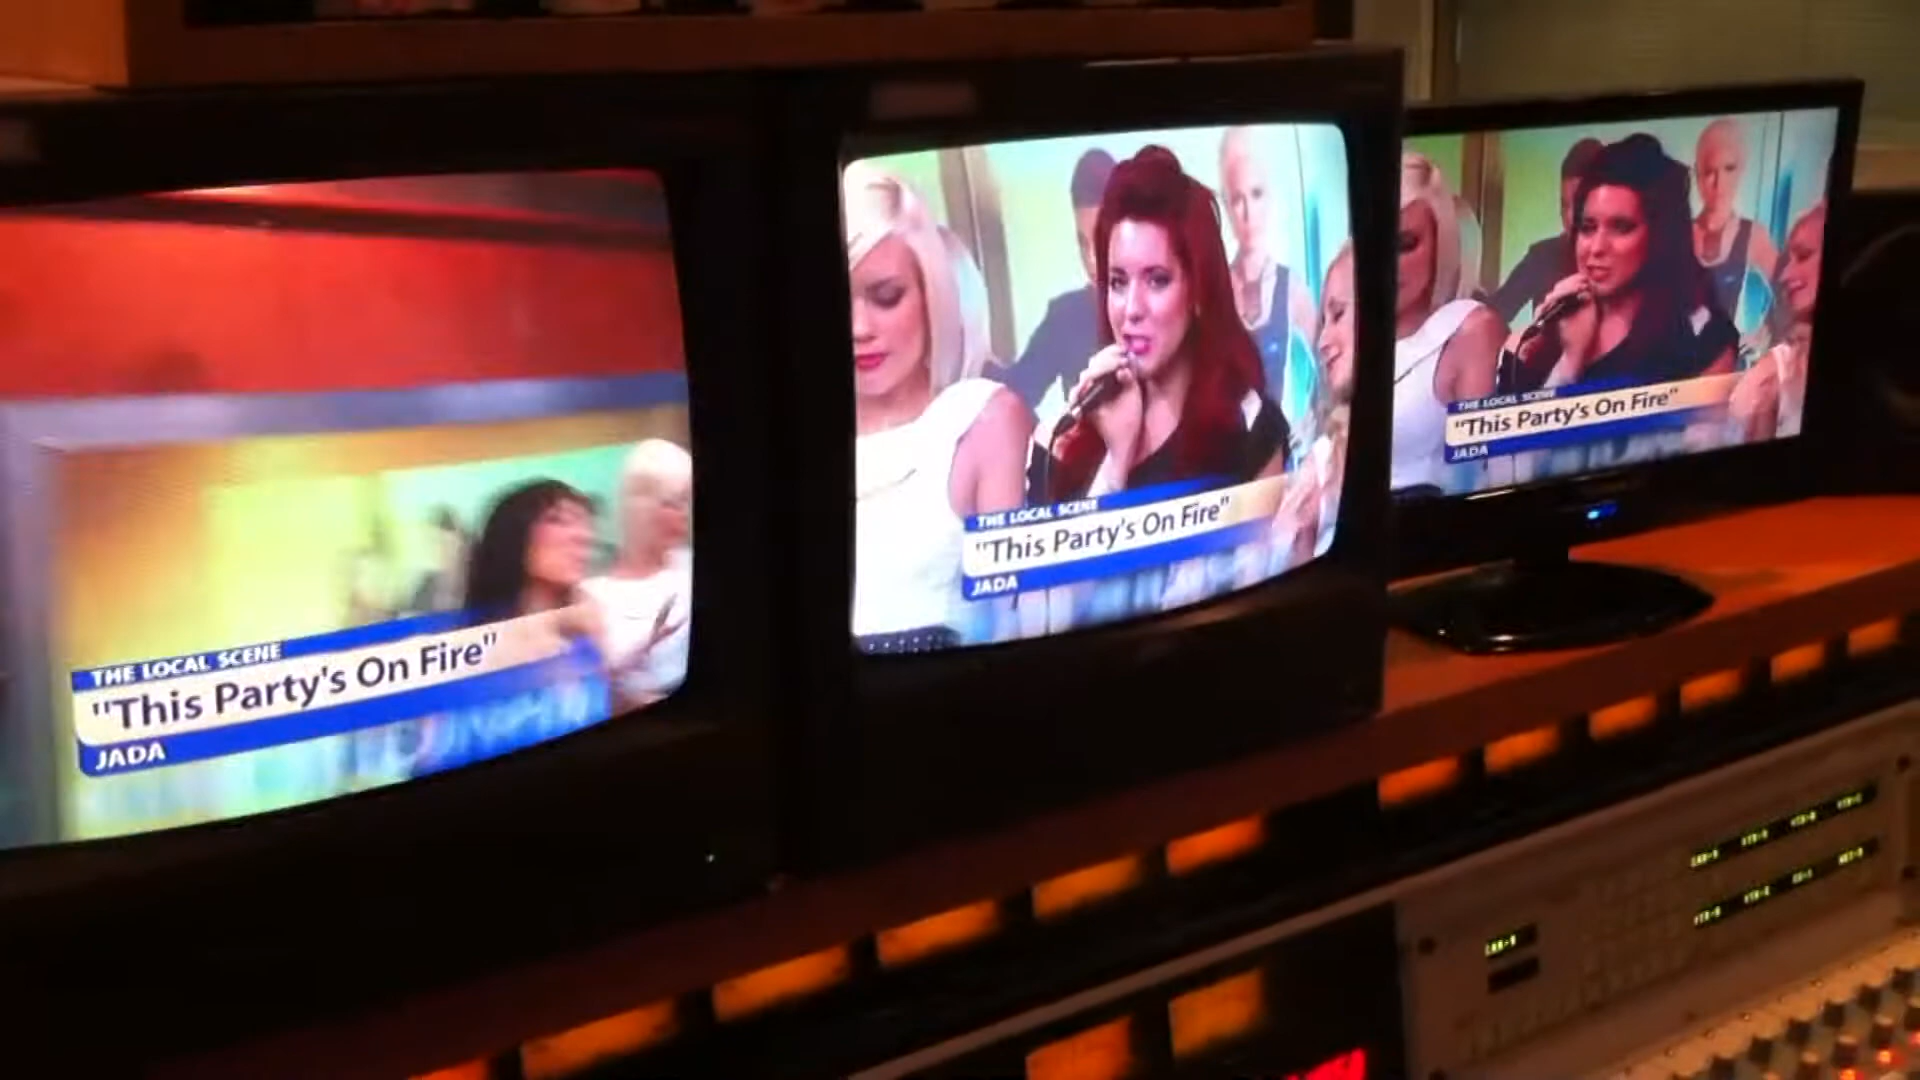 THE LOCAL SCENE
"This Party's On Fire"
JADA
THE LOCAL SCENE
"This Party's On Fire"
JADA
THE LOCAL SCENE
"This Party's On Fire"
JADA